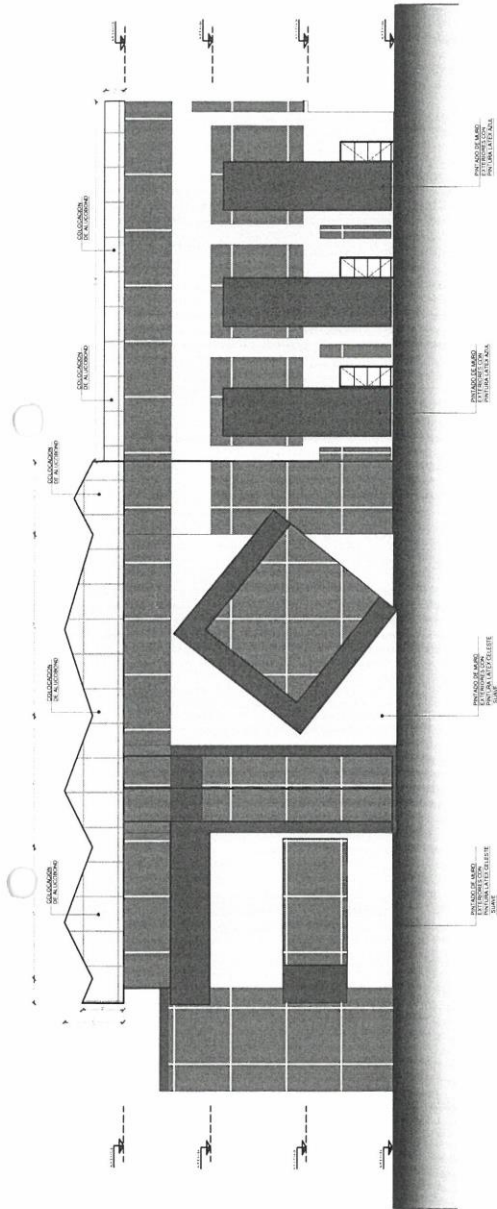 COLOCACION
DE ALUCOBOND
COLOCACION
DE ALUCOBOND
COLOCACION
DE ALUCOBOND
COLOCACION
DE ALUCOBOND
COLOCACION
DE ALUCOBOND
PINTADO DE MURO
EXTERIORES CON
PINTURA LATEX CELESTE
SUAVE
PINTADO DE MURO
EXTERIORES CON
PINTURA LATEX CELESTE
SUAVE
PINTADO DE MURO
EXTERIORES CON
PINTURA LATEX AZUL
PINTADO DE MURO
EXTERIORES CON
PINTURA LATEX AZUL